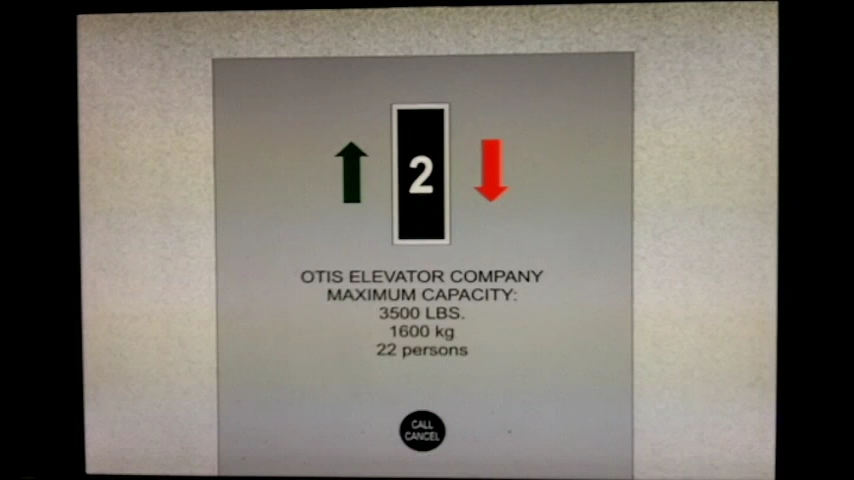 2
OTIS ELEVATOR COMPANY
MAXIMUM CAPACITY:
3500 LBS.
1600 kg
22 persons
CALL
CANCEL